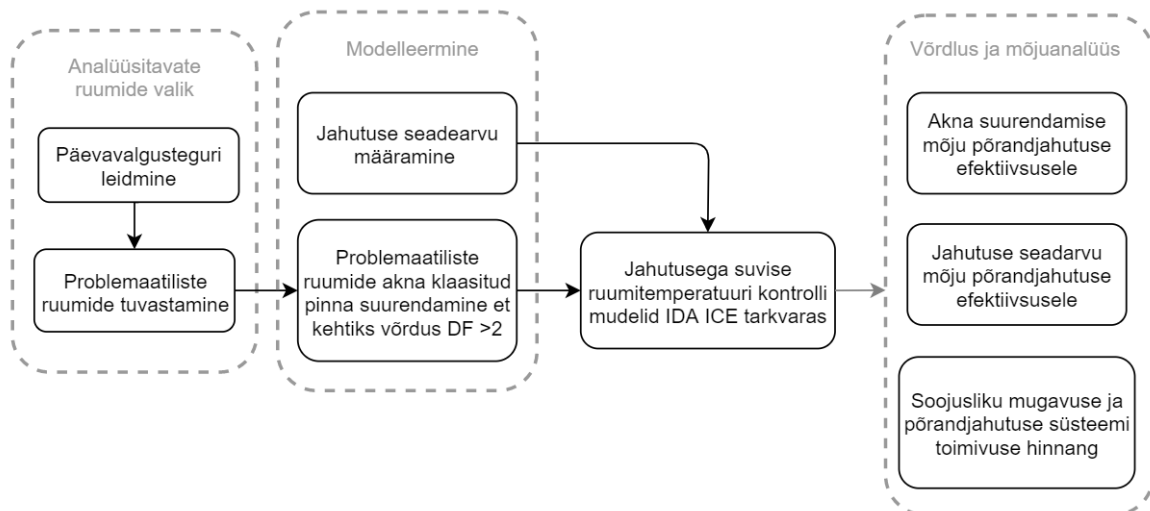 Analüüsitavate
ruumide valik
Päevavalgusteguri
leidmine
Problemaatiliste
ruumide tuvastamine
Modelleermine
Jahutuse seadearvu
määramine
Problemaatiliste
ruumide akna klaasitud
pinna suurendamine et
kehtiks võrdus DF >2
Jahutusega suvise
ruumitemperatuuri kontrolli
mudelid IDA ICE tarkvaras
Võrdlus ja mõjuanalüüs
Akna suurendamise
mõju põrandjahutuse
efektiivsusele
Jahutuse seadarvu
mõju põrandjahutuse
efektiivsusele
Soojusliku mugavuse ja
põrandjahutuse süsteemi
toimivuse hinnang